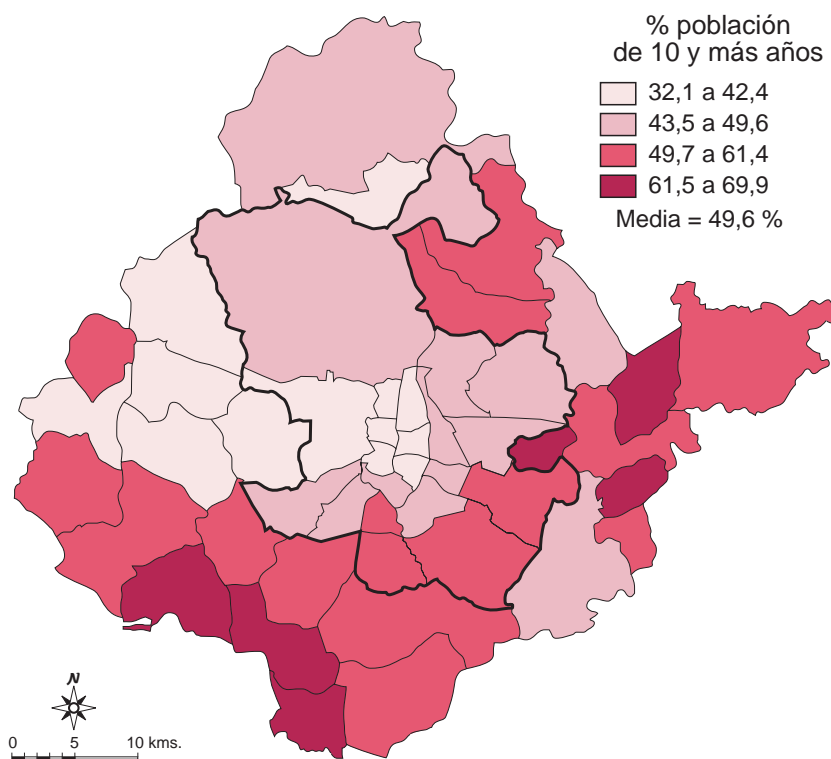 % población
de 10 y más años
32,1 a 42,4
43,5 a 49,6
49,7 a 61,4
61,5 a 69,9
Media = 49,6 %
N
0 5 10 kms.